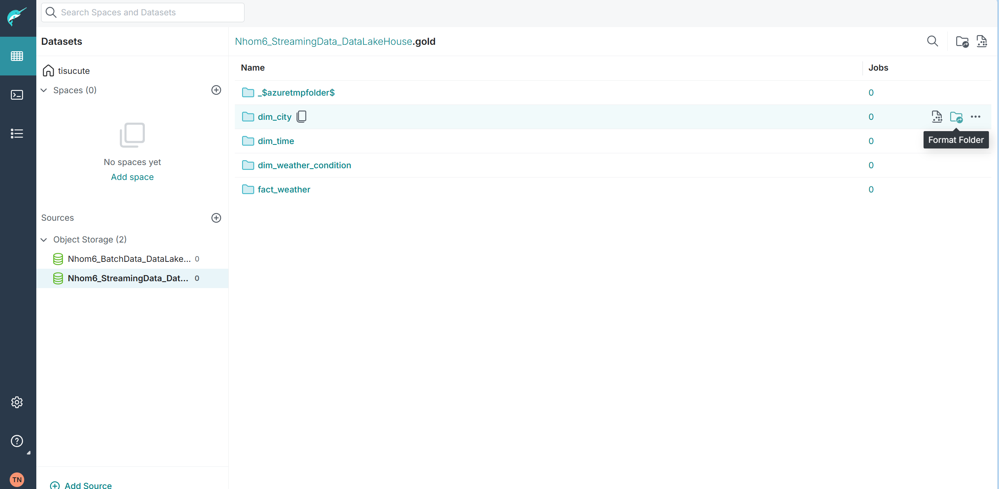 Search Spaces and Datasets
Datasets
tisucute
Spaces (0)
No spaces yet
Add space
Sources
Object Storage (2)
Nhom6_BatchData_DataLake... 0
Nhom6_StreamingData_Dat... 0
Add Source
TN
Nhom6_StreamingData_DataLakeHouse.gold
Name Jobs
_$azuretmpfolder$ 0
dim_city 0
dim_time 0
Format Folder
dim_weather_condition 0
fact_weather 0